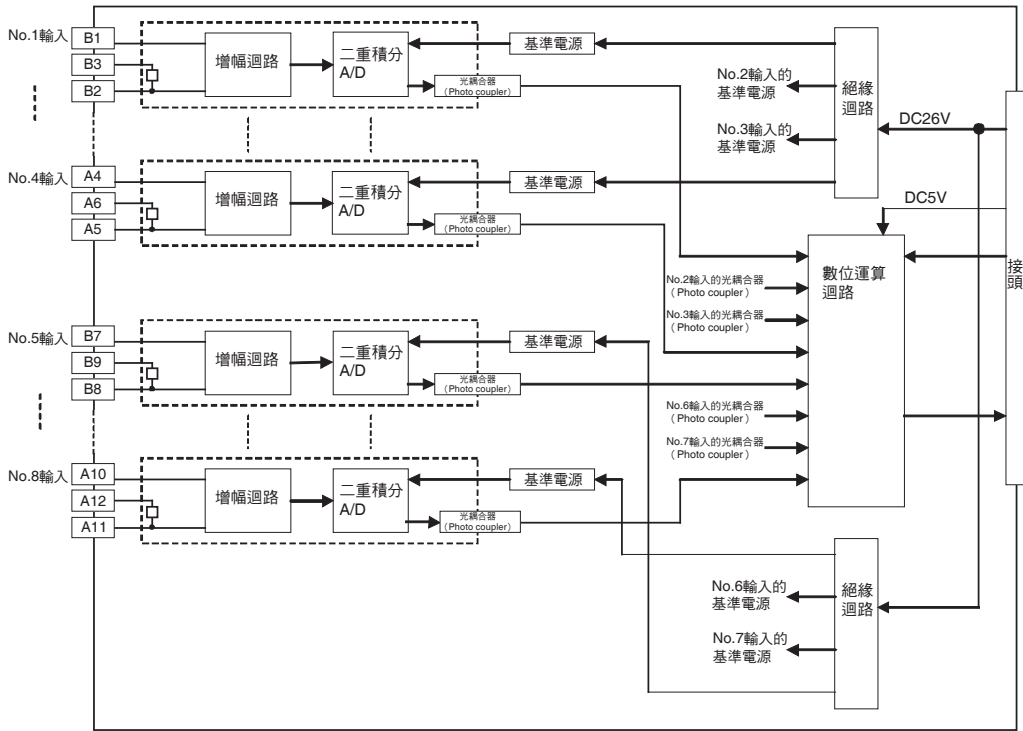 No.1輸入
B1
B3
B2
增幅迴路
二重積分
A/D
基準電源
光耦合器
(Photo coupler)
No.2輸入的
基準電源
No.3輸入的
基準電源
絕緣
迴路
DC26V
No.4輸入
A4
A6
A5
增幅迴路
二重積分
A/D
基準電源
光耦合器
(Photo coupler)
DC5V
接
頭
數位運算
迴路
No.2輸入的光耦合器
(Photo coupler)
No.3輸入的光耦合器
(Photo coupler)
No.5輸入
B7
B9
B8
增幅迴路
二重積分
A/D
基準電源
光耦合器
(Photo coupler)
No.6輸入的光耦合器
(Photo coupler)
No.7輸入的光耦合器
(Photo coupler)
No.8輸入
A10
A12
A11
增幅迴路
二重積分
A/D
基準電源
光耦合器
(Photo coupler)
No.6輸入的
基準電源
No.7輸入的
基準電源
絕緣
迴路